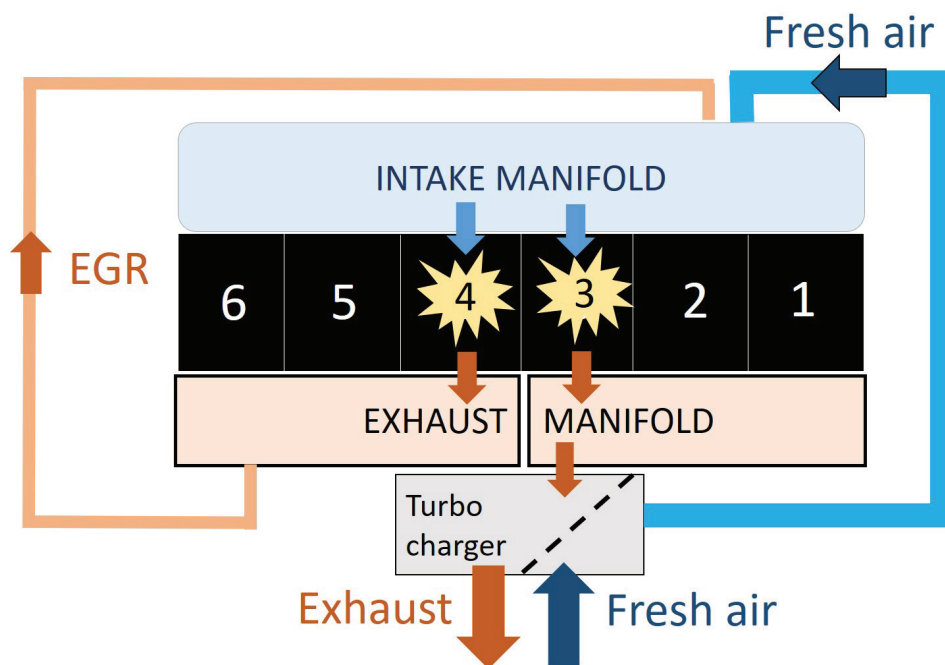 Fresh air
INTAKE MANIFOLD
EGR
6 5 4 3 2 1
EXHAUST MANIFOLD
Turbo
charger
Exhaust Fresh air